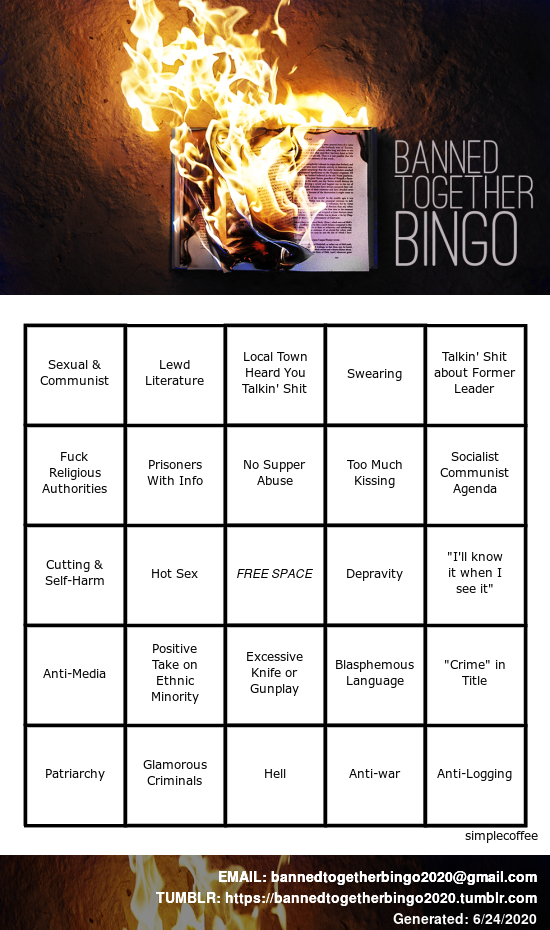 BANNED
TOGETHER
BINGO
Sexual &
Communist
Lewd
Literature
Local Town
Heard You
Talkin' Shit
Swearing
Talkin' Shit
about Former
Leader
Fuck
Religious
Authorities
Prisoners
With Info
No Supper
Abuse
Too Much
Kissing
Socialist
Communist
Agenda
Cutting &
Self-Harm
Hot Sex
FREE SPACE
Depravity
"I'll know
it when I
see it"
Anti-Media
Positive
Take on
Ethnic
Minority
Excessive
Knife or
Gunplay
Blasphemous
Language
"Crime" in
Title
Patriarchy
Glamorous
Criminals
Hell
Anti-war
Anti-Logging
simplecoffee
EMAIL: bannedtogetherbingo2020@gmail.com
TUMBLR: https://bannedtogetherbingo2020.tumblr.com
Generated: 6/24/2020